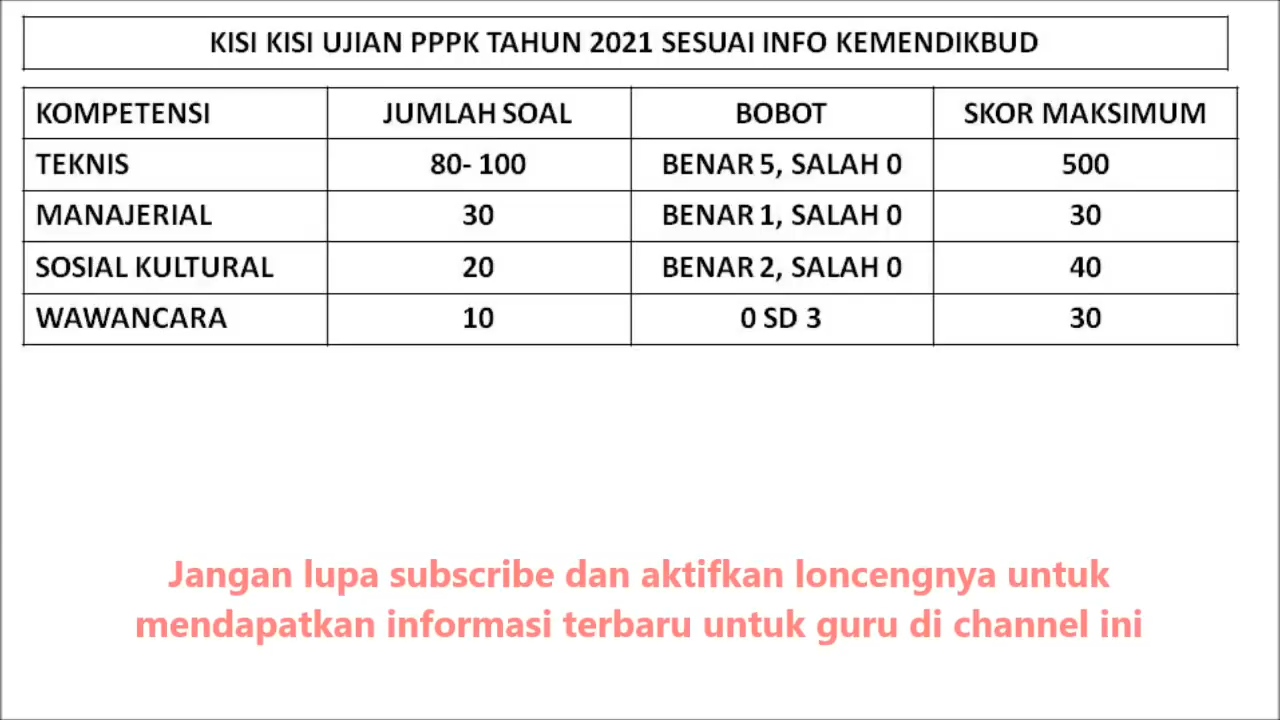 KISI KISI UJIAN PPPK TAHUN 2021 SESUAI INFO KEMENDIKBUD
KOMPETENSI JUMLAH SOAL BOBOT SKOR MAKSIMUM
TEKNIS 80- 100 BENAR 5, SALAH 0 500
MANAJERIAL 30 BENAR 1, SALAH 0 30
SOSIAL KULTURAL 20 BENAR 2, SALAH 0 40
WAWANCARA 10 0 SD 3 30
Jangan lupa subscribe dan aktifkan loncengnya untuk
mendapatkan informasi terbaru untuk guru di channel ini